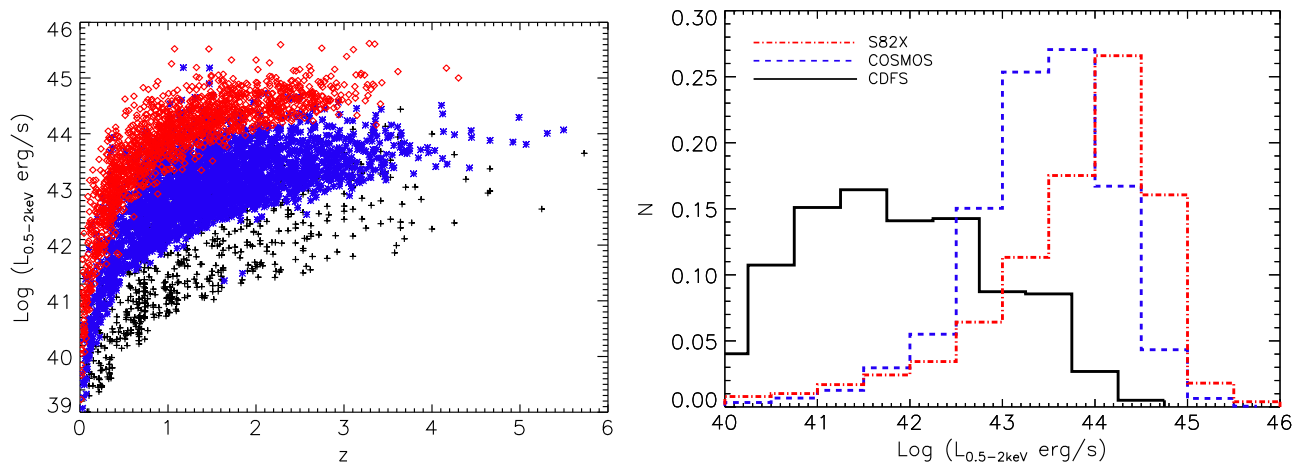 46
45
44
43
42
41
40
39
Log (L0.5-2keV erg/s)
0 1 2 3 4 5 6
z
0.30
0.25
0.20
0.15
0.10
0.05
0.00
N
S82X
COSMOS
CDFS
40 41 42 43 44 45 46
Log (L0.5-2keV erg/s)